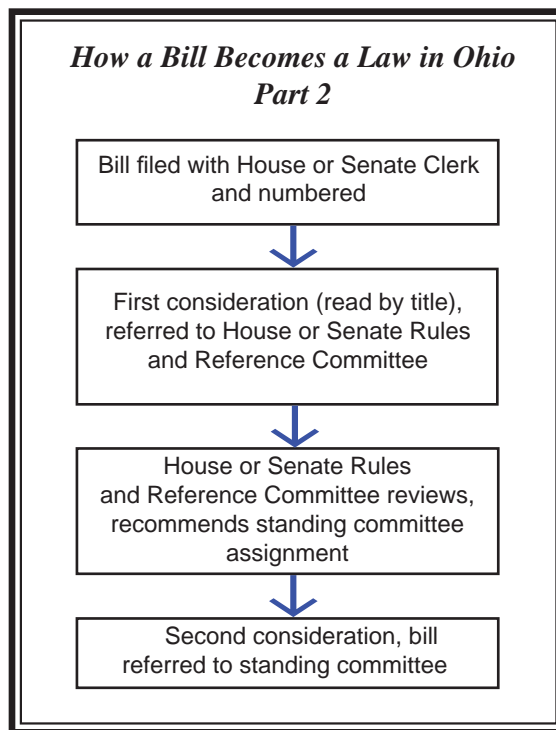 How a Bill Becomes a Law in Ohio
Part 2
Bill filed with House or Senate Clerk
and numbered
First consideration (read by title),
referred to House or Senate Rules
and Reference Committee
House or Senate Rules
and Reference Committee reviews,
recommends standing committee
assignment
Second consideration, bill
referred to standing committee